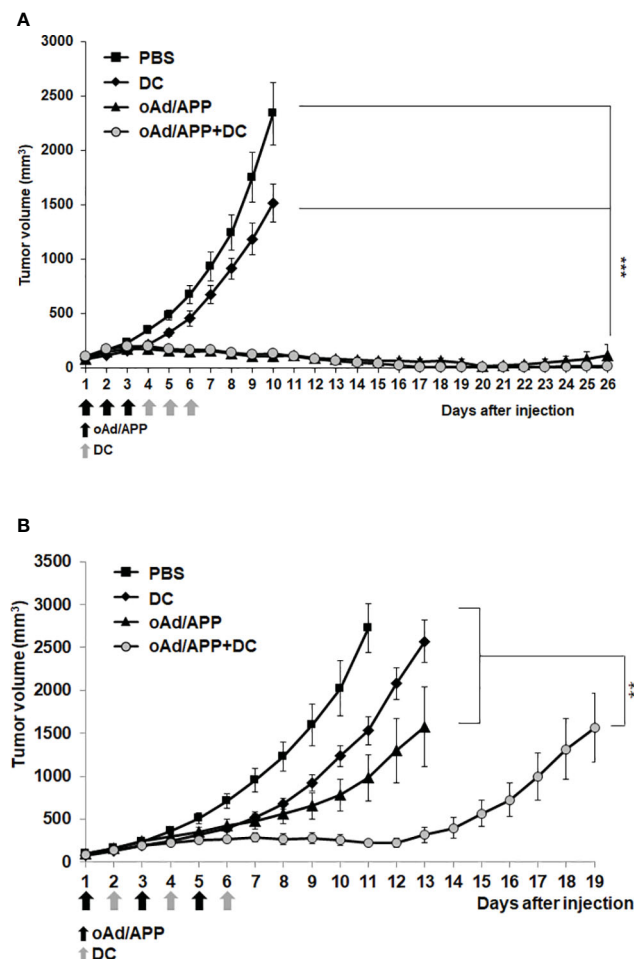 A
PBS
DC
oAd/APP
oAd/APP+DC
Tumor volume (mm³)
3000
2500
2000
1500
1000
500
0
1 2 3 4 5 6 7 8 9 10 11 12 13 14 15 16 17 18 19 20 21 22 23 24 25 26
Days after injection
oAd/APP
DC
***
B
PBS
DC
oAd/APP
oAd/APP+DC
Tumor volume (mm³)
3500
3000
2500
2000
1500
1000
500
0
1 2 3 4 5 6 7 8 9 10 11 12 13 14 15 16 17 18 19
Days after injection
oAd/APP
DC
**